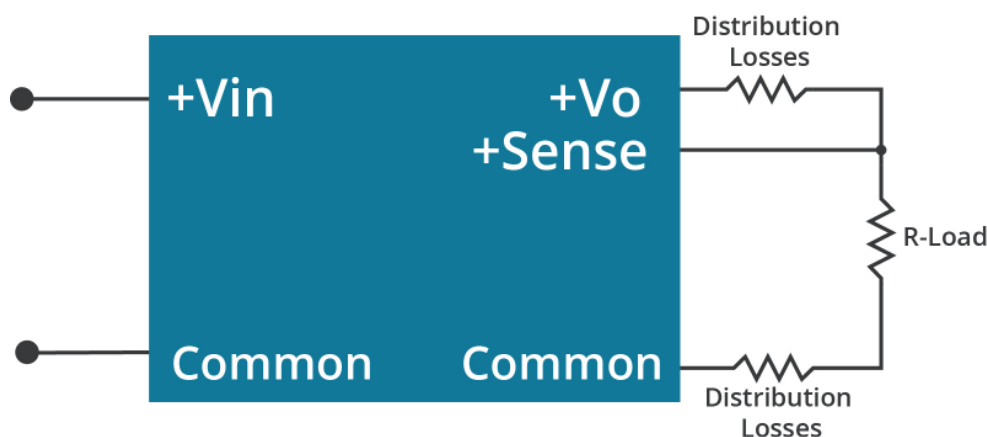 Distribution
Losses
+Vin
+Vo
+Sense
R-Load
Common
Common
Distribution
Losses